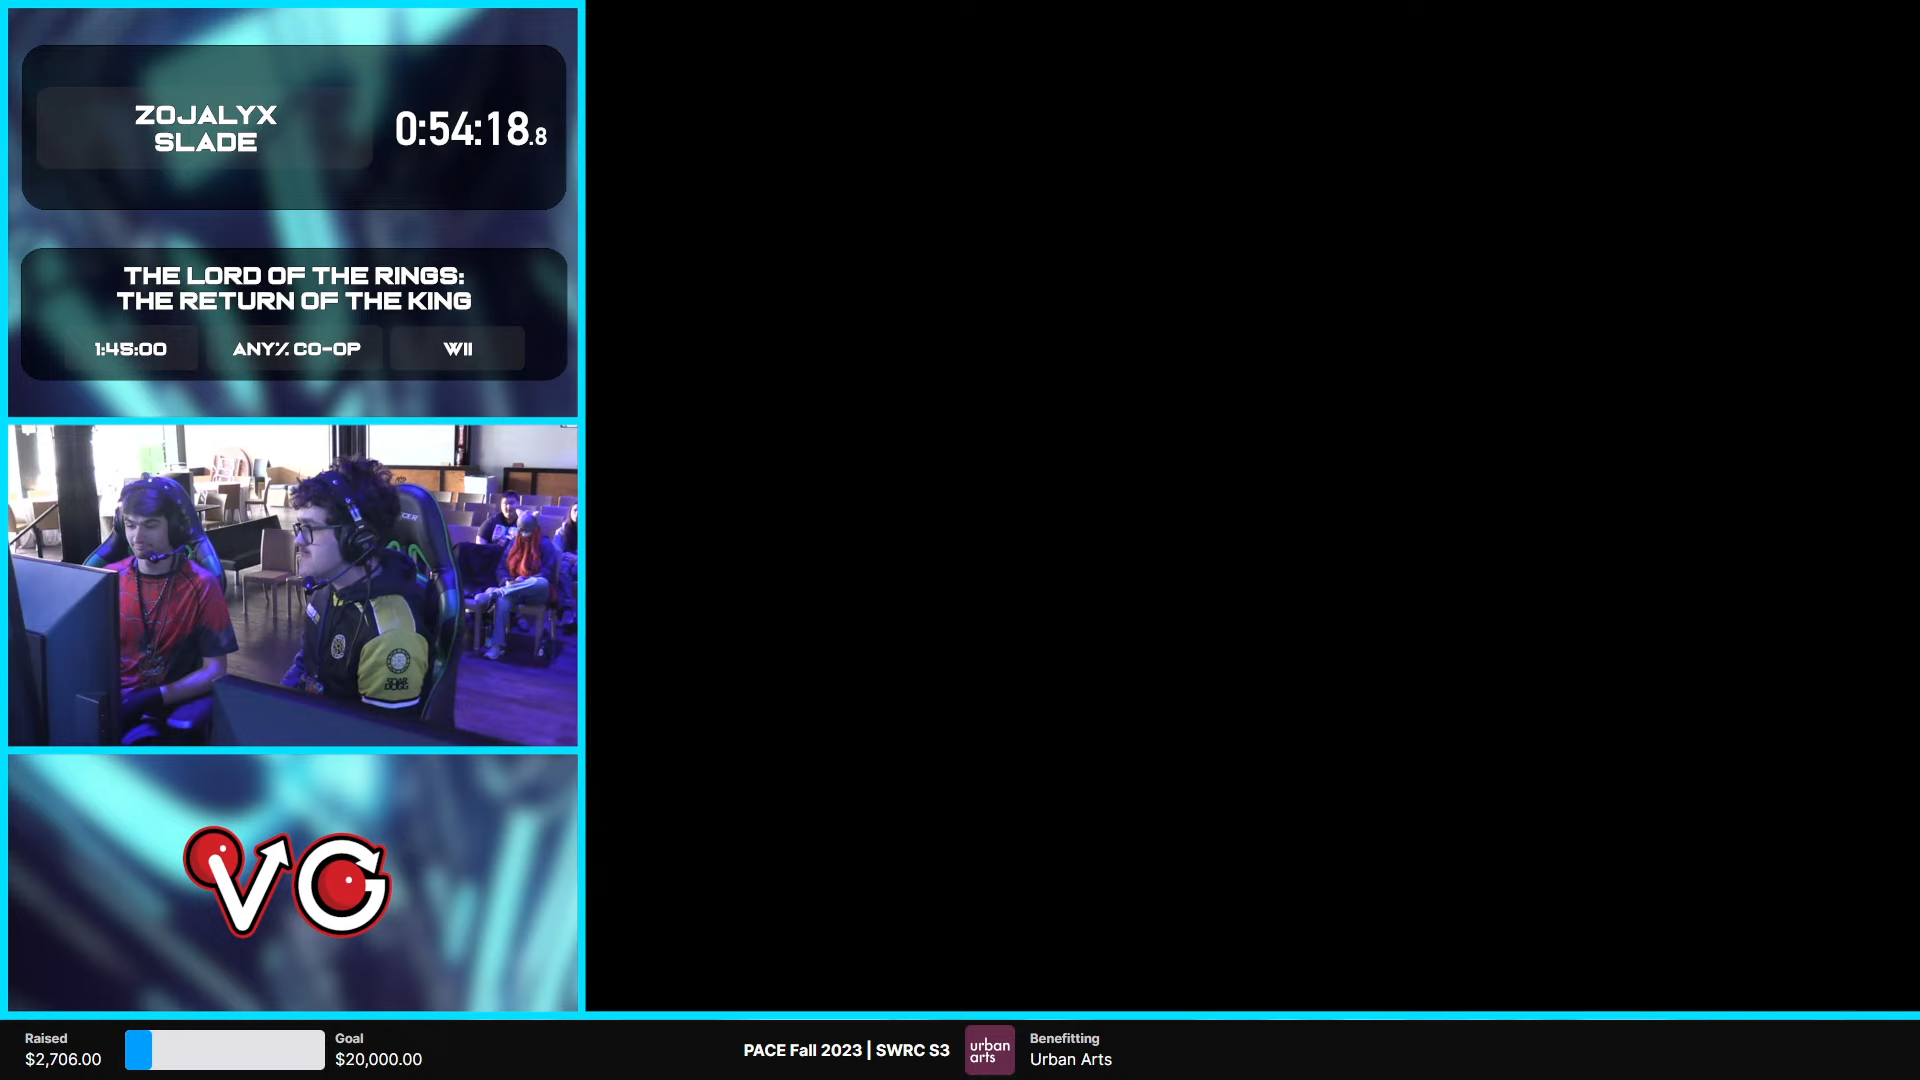 ZOJALYX
SLADE
0:54:18.8
THE LORD OF THE RINGS:
THE RETURN OF THE KING
1:45:00
ANY% CO-OP
WII
VG
Raised
$2,706.00
Goal
$20,000.00
PACE Fall 2023 | SWRC S3
urban
arts
Benefitting
Urban Arts